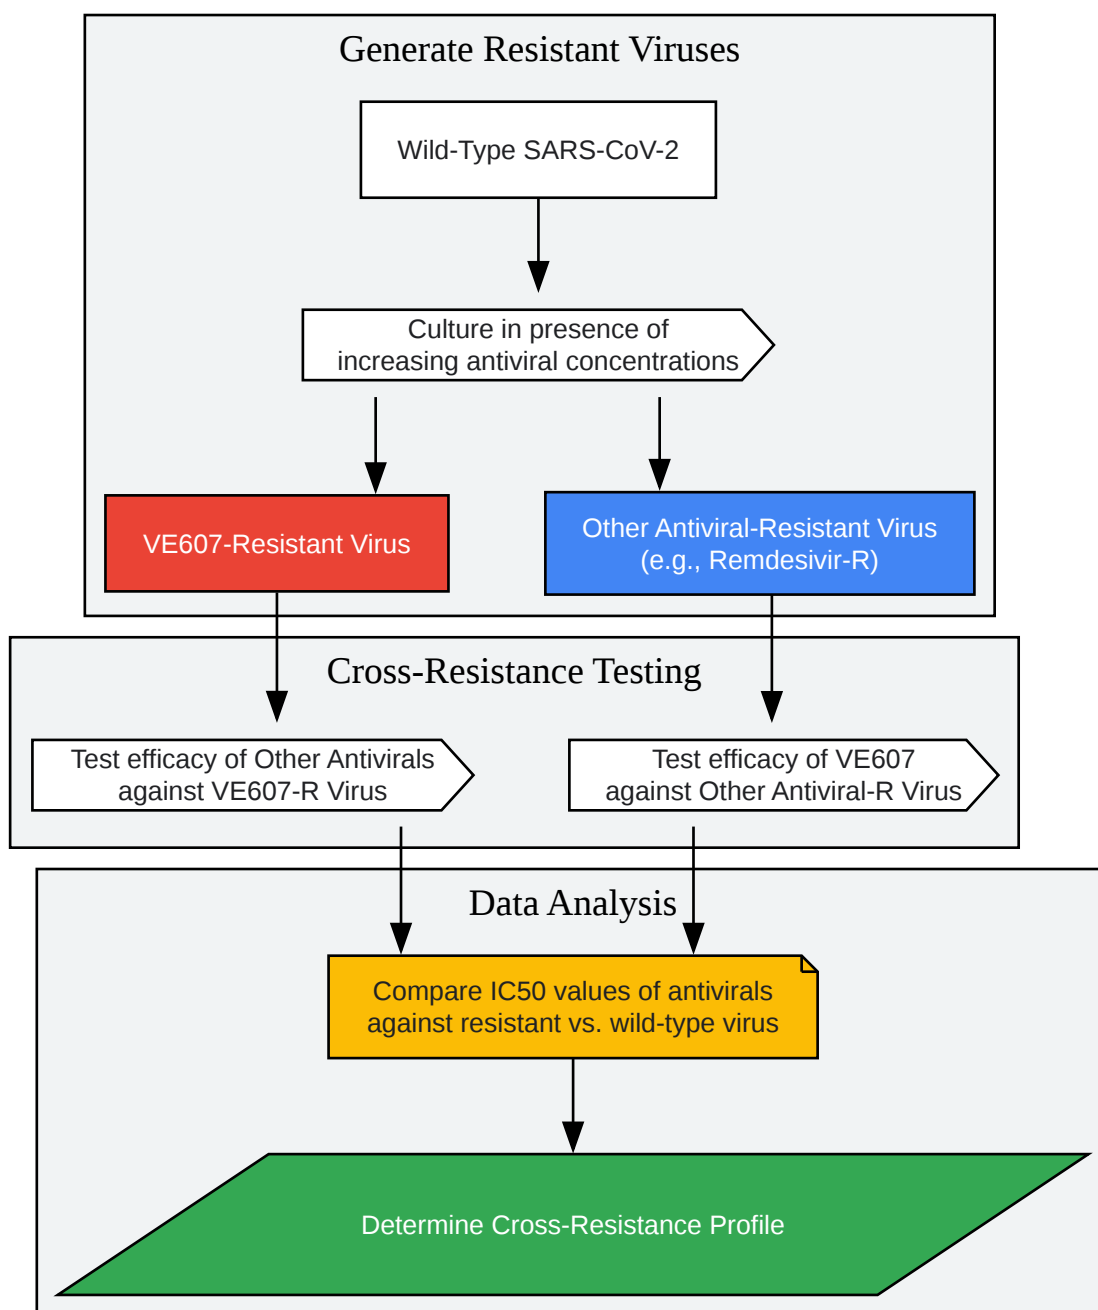 Generate Resistant Viruses
Wild-Type SARS-CoV-2
Culture in presence of
increasing antiviral concentrations
VE607-Resistant Virus
Other Antiviral-Resistant Virus
(e.g., Remdesivir-R)
Cross-Resistance Testing
Test efficacy of Other Antivirals
against VE607-R Virus
Test efficacy of VE607
against Other Antiviral-R Virus
Data Analysis
Compare IC50 values of antivirals
against resistant vs. wild-type virus
Determine Cross-Resistance Profile